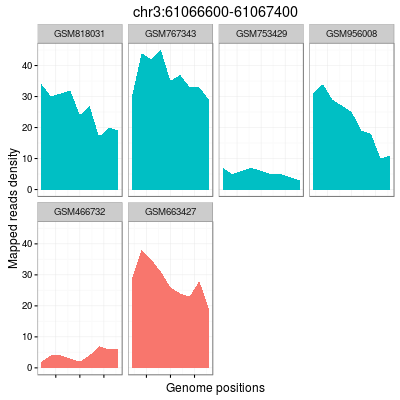 chr3:61066600-61067400
GSM818031 GSM767343 GSM753429 GSM956008
40
30
20
10
0
GSM466732 GSM663427
40
30
20
10
0
Mapped reads density
Genome positions